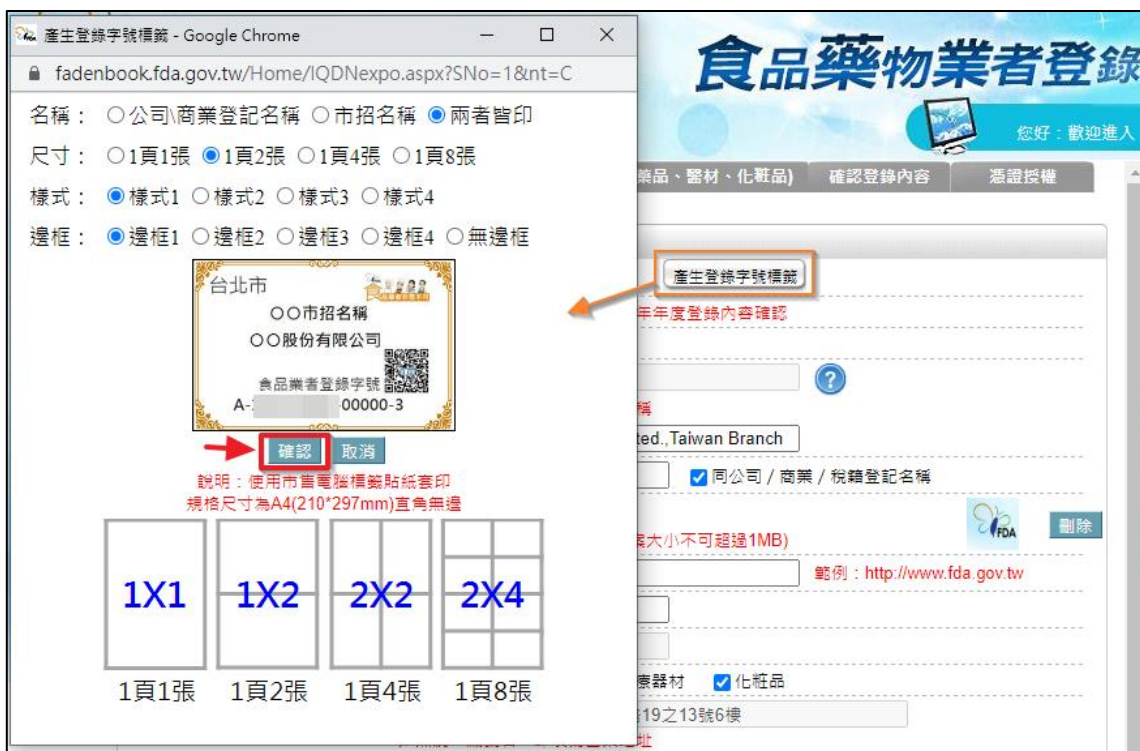 產生登錄字號標籤 - Google Chrome
fadenbook.fda.gov.tw/Home/IQDNexpo.aspx?SNo=1&nt=C
名稱： 公司\商業登記名稱 市招名稱 兩者皆印
尺寸： 1頁1張 1頁2張 1頁4張 1頁8張
樣式： 樣式1 樣式2 樣式3 樣式4
邊框： 邊框1 邊框2 邊框3 邊框4 無邊框
台北市
○○市招名稱
○○股份有限公司
食品業者登錄字號
A- 00000-3
確認 取消
說明：使用市售電腦標籤貼紙套印
規格尺寸為A4(210*297mm)直角無邊
1X1 1X2 2X2 2X4
1頁1張 1頁2張 1頁4張 1頁8張
食品藥物業者登錄
您好：歡迎進入
藥品、醫材、化粧品) 確認登錄內容 憑證授權
產生登錄字號標籤
年年度登錄內容確認
?
稱
ted.,Taiwan Branch
同公司 / 商業 / 稅籍登記名稱
FDA
刪除
案大小不可超過1MB)
範例：http://www.fda.gov.tw
療器材 化粧品
19之13號6樓